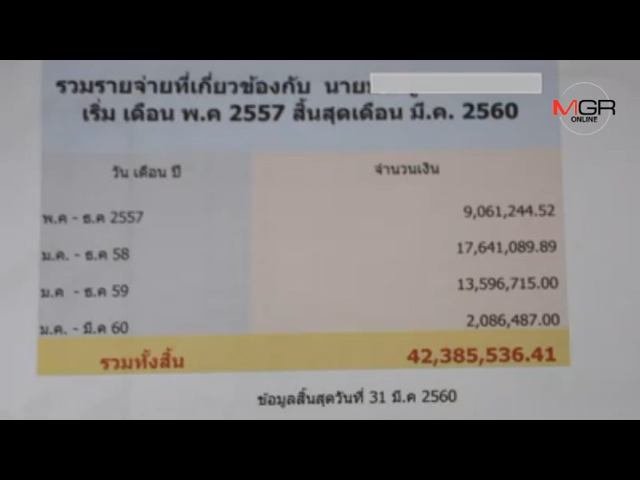 รวมรายจ่ายที่เกี่ยวข้องกับ นาย
เริ่ม เดือน พ.ค 2557 สิ้นสุดเดือน มี.ค. 2560
MGR
ONLINE
วัน เดือน ปี จำนวนเงิน
พ.ค - ธ.ค 2557 9,061,244.52
ม.ค. - ธ.ค 58 17,641,089.89
ม.ค - ธ.ค 59 13,596,715.00
ม.ค. - มี.ค 60 2,086,487.00
รวมทั้งสิ้น 42,385,536.41
ข้อมูลสิ้นสุดวันที่ 31 มี.ค 2560